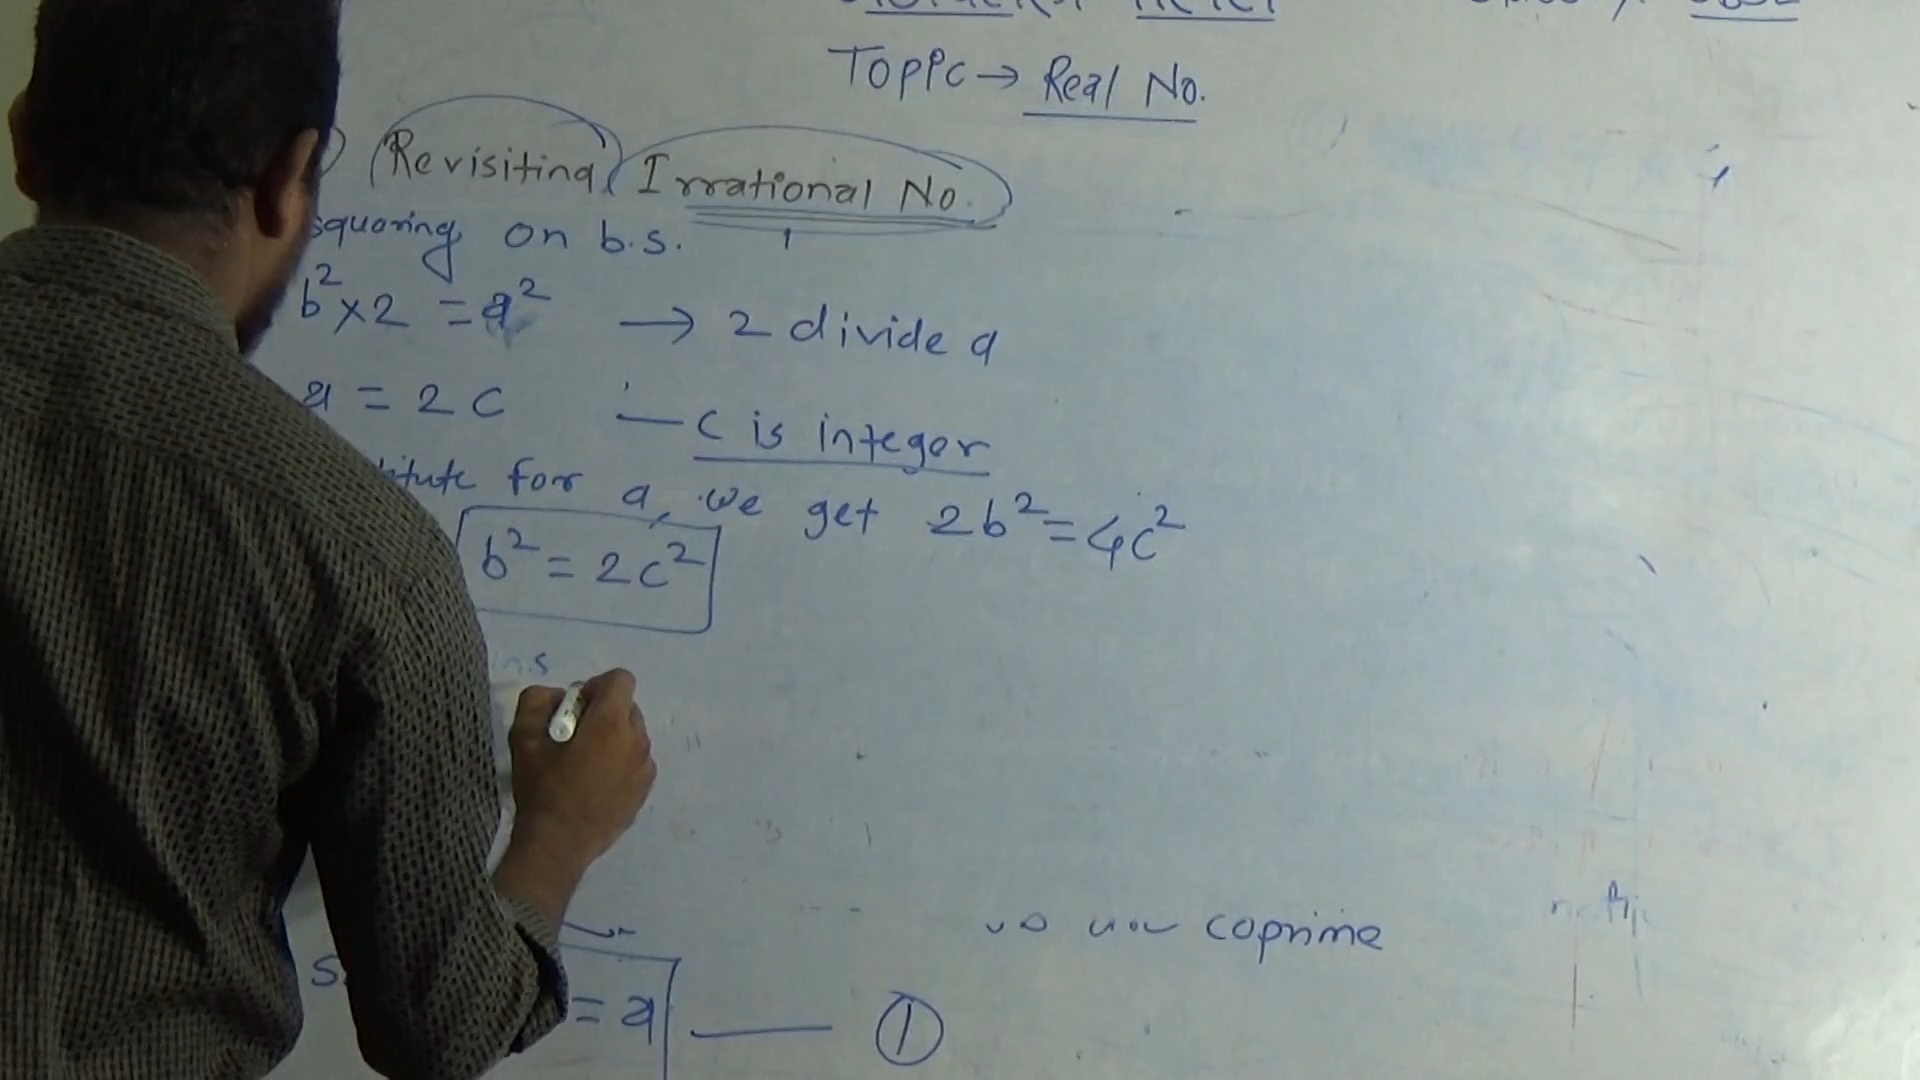 Toppc → Real No.
Revisiting Irrational No.
squaring on b.s.
b² × 2 = a² → 2 divide a
a = 2c — c is integer
for a, we get 2b² = 4c²
b² = 2c²
coprime
= a — ①